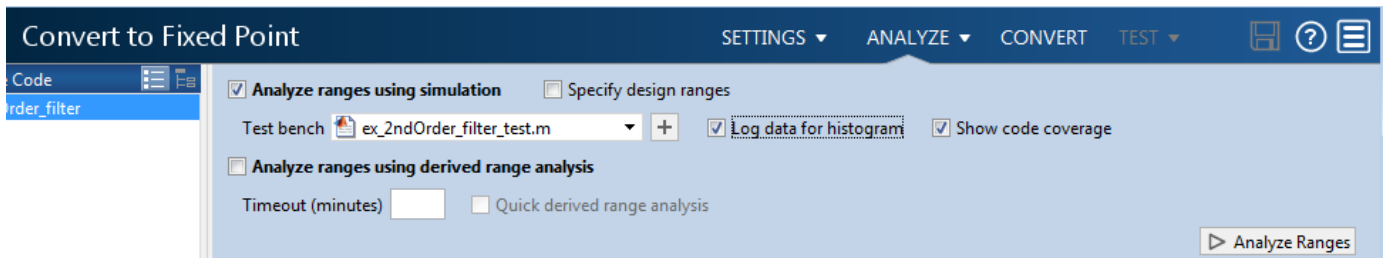 Convert to Fixed Point SETTINGS ANALYZE CONVERT TEST
Code
Order_filter
Analyze ranges using simulation Specify design ranges
Test bench ex_2ndOrder_filter_test.m Log data for histogram Show code coverage
Analyze ranges using derived range analysis
Timeout (minutes) Quick derived range analysis
Analyze Ranges